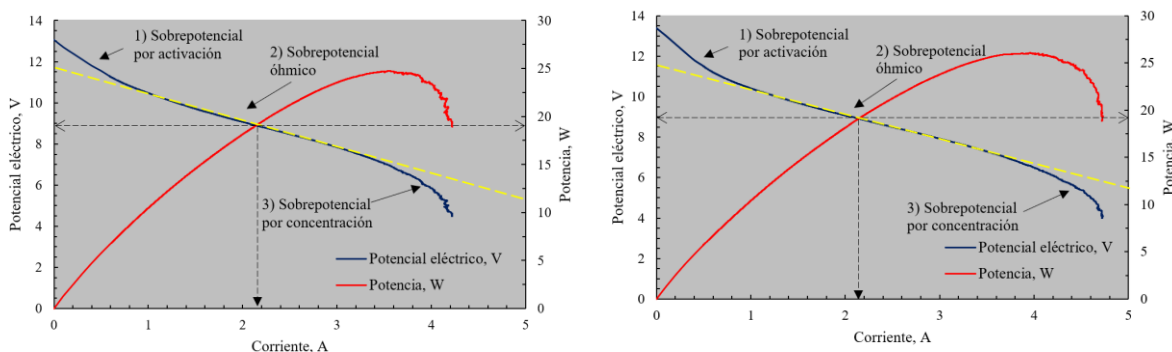 14
12
10
8
6
4
2
0
Potencial eléctrico, V
30
25
20
15
10
5
0
Potencia, W
1) Sobrepotencial
por activación
2) Sobrepotencial
óhmico
3) Sobrepotencial
por concentración
Potencial eléctrico, V
Potencia, W
0 1 2 3 4 5
Corriente, A
14
12
10
8
6
4
2
0
Potencial eléctrico, V
30
25
20
15
10
5
0
Potencia, W
1) Sobrepotencial
por activación
2) Sobrepotencial
óhmico
3) Sobrepotencial
por concentración
Potencial eléctrico, V
Potencia, W
0 1 2 3 4 5
Corriente, A